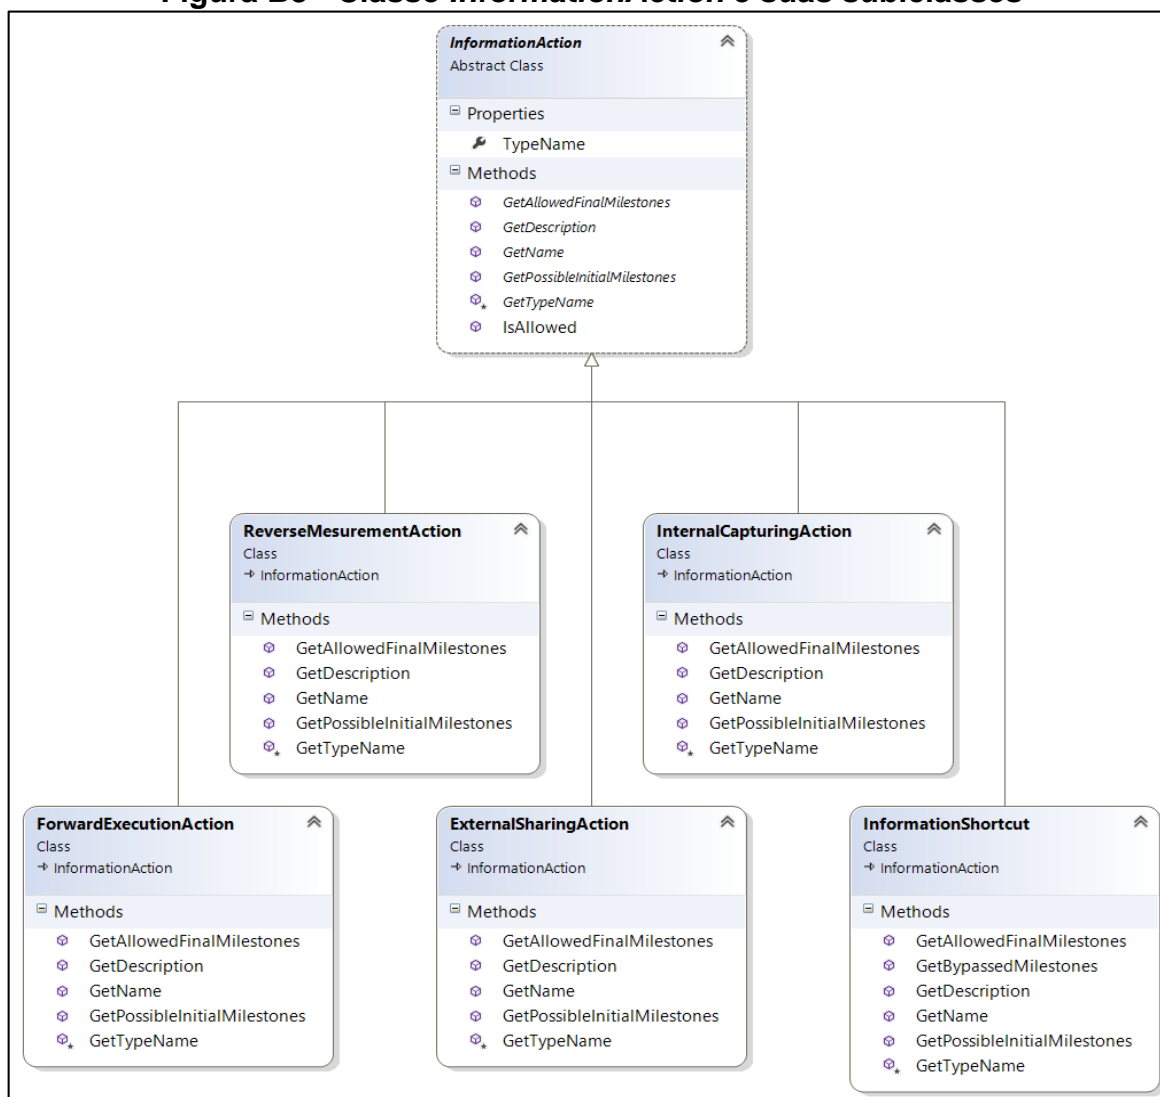 InformationAction
Abstract Class
Properties
TypeName
Methods
GetAllowedFinalMilestones
GetDescription
GetName
GetPossibleInitialMilestones
GetTypeName
IsAllowed
ReverseMesurementAction
Class
InformationAction
Methods
GetAllowedFinalMilestones
GetDescription
GetName
GetPossibleInitialMilestones
GetTypeName
InternalCapturingAction
Class
InformationAction
Methods
GetAllowedFinalMilestones
GetDescription
GetName
GetPossibleInitialMilestones
GetTypeName
ForwardExecutionAction
Class
InformationAction
Methods
GetAllowedFinalMilestones
GetDescription
GetName
GetPossibleInitialMilestones
GetTypeName
ExternalSharingAction
Class
InformationAction
Methods
GetAllowedFinalMilestones
GetDescription
GetName
GetPossibleInitialMilestones
GetTypeName
InformationShortcut
Class
InformationAction
Methods
GetAllowedFinalMilestones
GetBypassedMilestones
GetDescription
GetName
GetPossibleInitialMilestones
GetTypeName